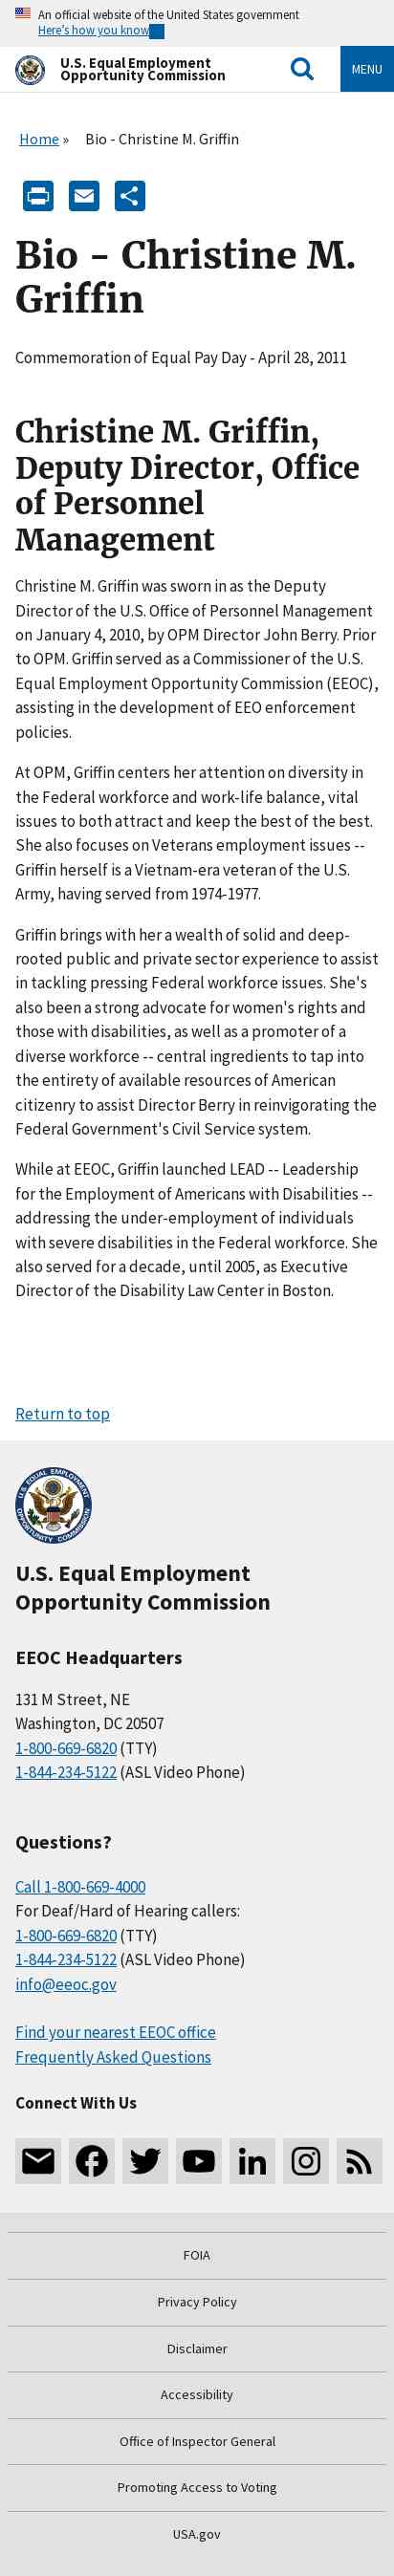 An official website of the United States government
Here's how you know
U.S. Equal Employment
Opportunity Commission
MENU
Home » Bio - Christine M. Griffin
Bio - Christine M.
Griffin
Commemoration of Equal Pay Day - April 28, 2011
Christine M. Griffin,
Deputy Director, Office
of Personnel
Management
Christine M. Griffin was sworn in as the Deputy
Director of the U.S. Office of Personnel Management
on January 4, 2010, by OPM Director John Berry. Prior
to OPM. Griffin served as a Commissioner of the U.S.
Equal Employment Opportunity Commission (EEOC),
assisting in the development of EEO enforcement
policies.
At OPM, Griffin centers her attention on diversity in
the Federal workforce and work-life balance, vital
issues to both attract and keep the best of the best.
She also focuses on Veterans employment issues --
Griffin herself is a Vietnam-era veteran of the U.S.
Army, having served from 1974-1977.
Griffin brings with her a wealth of solid and deep-
rooted public and private sector experience to assist
in tackling pressing Federal workforce issues. She's
also been a strong advocate for women's rights and
those with disabilities, as well as a promoter of a
diverse workforce -- central ingredients to tap into
the entirety of available resources of American
citizenry to assist Director Berry in reinvigorating the
Federal Government's Civil Service system.
While at EEOC, Griffin launched LEAD -- Leadership
for the Employment of Americans with Disabilities --
addressing the under-employment of individuals
with severe disabilities in the Federal workforce. She
also served for a decade, until 2005, as Executive
Director of the Disability Law Center in Boston.
Return to top
U.S. EQUAL EMPLOYMENT
OPPORTUNITY COMMISSION
U.S. Equal Employment
Opportunity Commission
EEOC Headquarters
131 M Street, NE
Washington, DC 20507
1-800-669-6820 (TTY)
1-844-234-5122 (ASL Video Phone)
Questions?
Call 1-800-669-4000
For Deaf/Hard of Hearing callers:
1-800-669-6820 (TTY)
1-844-234-5122 (ASL Video Phone)
info@eeoc.gov
Find your nearest EEOC office
Frequently Asked Questions
Connect With Us
FOIA
Privacy Policy
Disclaimer
Accessibility
Office of Inspector General
Promoting Access to Voting
USA.gov